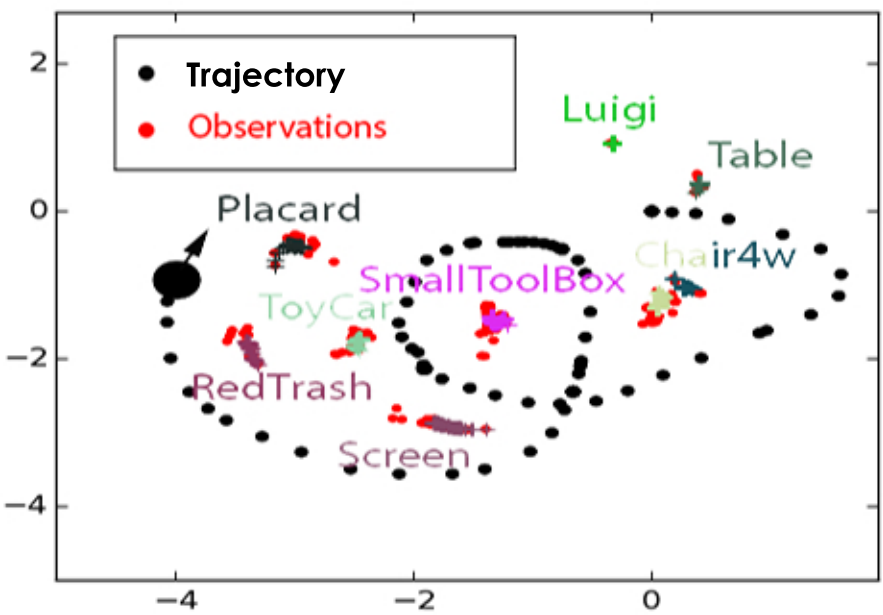 2
Trajectory
Observations
Luigi
Table
0
Placard
Chair4w
SmallToolBox
ToyCar
−2
RedTrash
Screen
−4
−4 −2 0